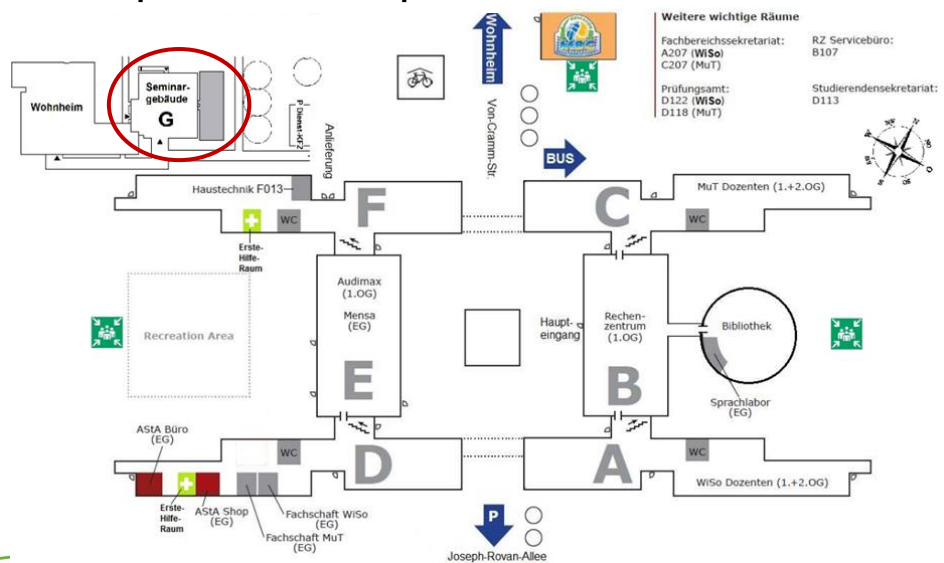 Weitere wichtige Räume
Fachbereichssekretariat:
A207 (WiSo)
C207 (MuT)
RZ Servicebüro:
B107
Prüfungsamt:
D122 (WiSo)
D118 (MuT)
Studierendensekretariat:
D113
Wohnheim
Seminar-
gebäude
G
Wohnheim
P Dienst-KFZ
Anlieferung
Von-Cramm-Str.
BUS
N
O
S
W
Haustechnik F013
F
C
MuT Dozenten (1.+2.OG)
WC
WC
Erste-
Hilfe-
Raum
Audimax
(1.OG)
Mensa
(EG)
E
Recreation Area
Haupt-
eingang
Rechen-
zentrum
(1.OG)
B
Bibliothek
Sprachlabor
(EG)
AStA Büro
(EG)
WC
D
A
WC
WiSo Dozenten (1.+2.OG)
Erste-
Hilfe-
Raum
AStA Shop
(EG)
Fachschaft WiSo
(EG)
Fachschaft MuT
(EG)
P
Joseph-Rovan-Allee